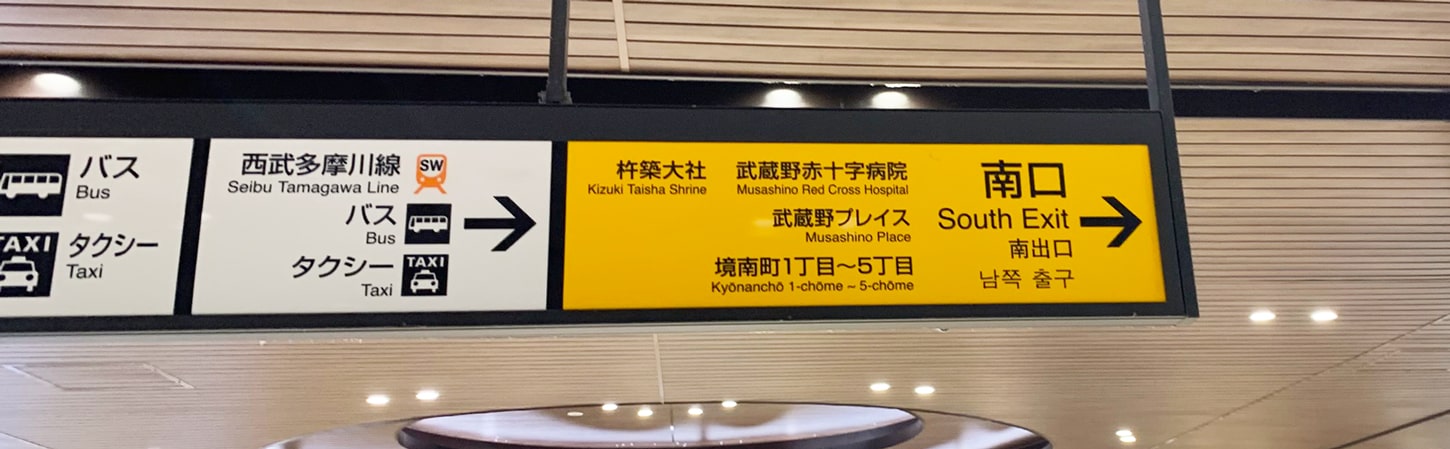 バス
Bus
TAXI
タクシー
Taxi
西武多摩川線 SW
Seibu Tamagawa Line
バス
Bus
タクシー TAXI
Taxi
杵築大社
Kizuki Taisha Shrine
武蔵野赤十字病院
Musashino Red Cross Hospital
武蔵野プレイス
Musashino Place
境南町1丁目~5丁目
Kyōnanchō 1-chōme ~ 5-chōme
南口
South Exit
南出口
남쪽 출구